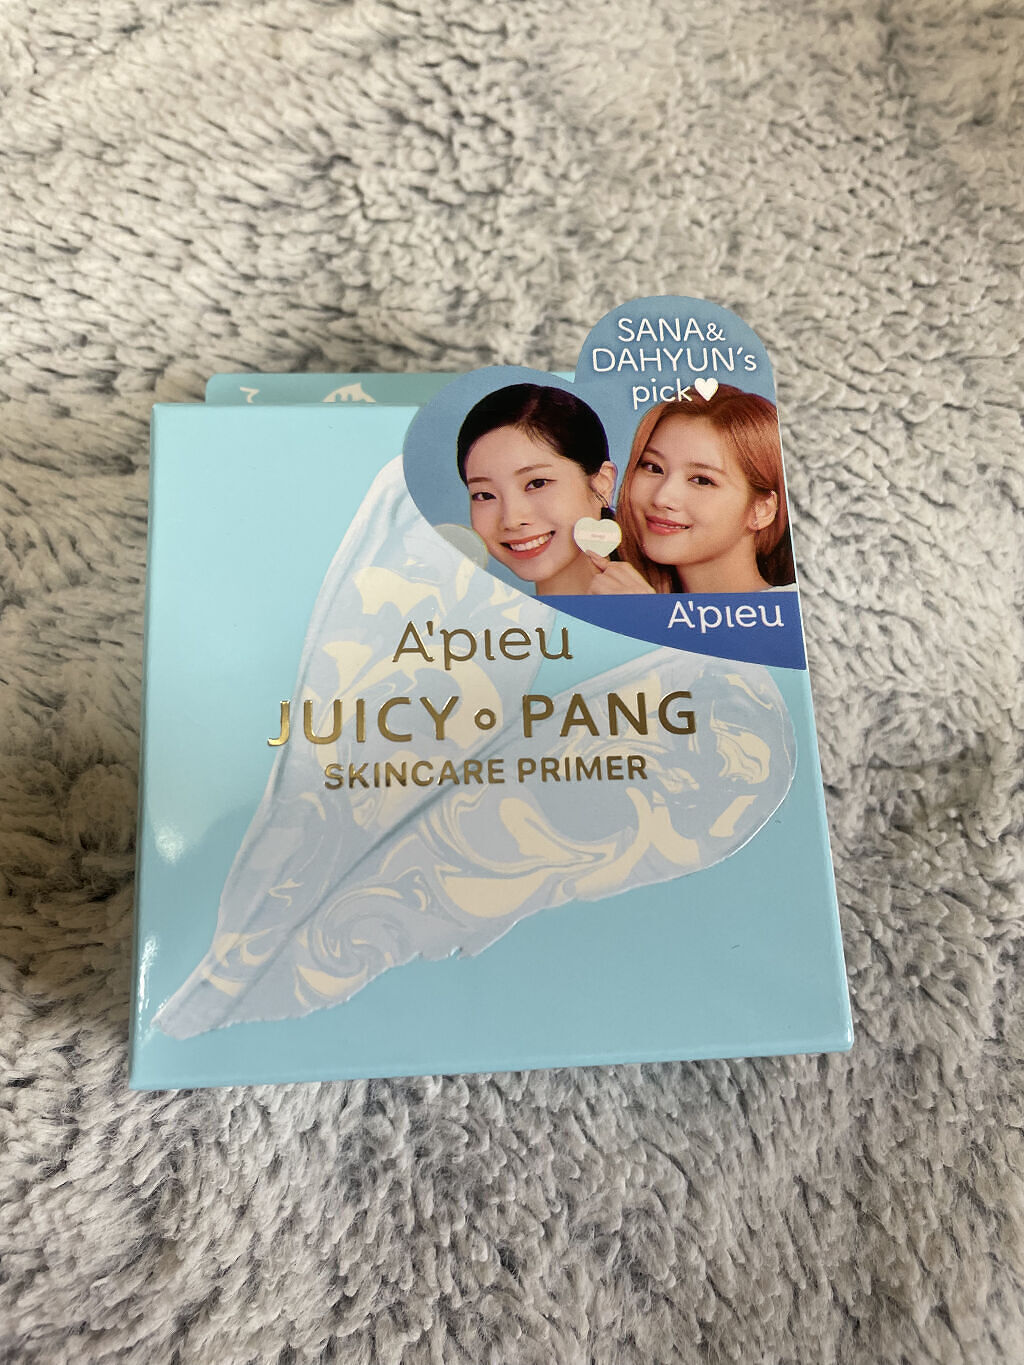 SANA&
DAHYUN's
pick♥
A'pieu
A'pieu
JUICY∘PANG
SKINCARE PRIMER